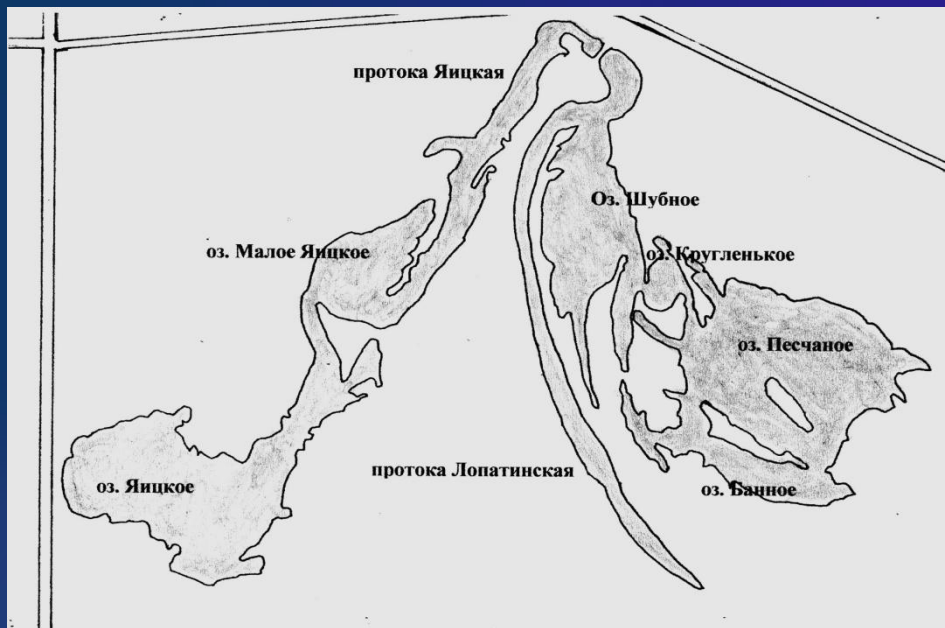 протока Яицкая
Оз. Шубное
оз. Малое Яицкое
оз. Кругленькое
оз. Песчаное
протока Лопатинская
оз. Яицкое
оз. Банное